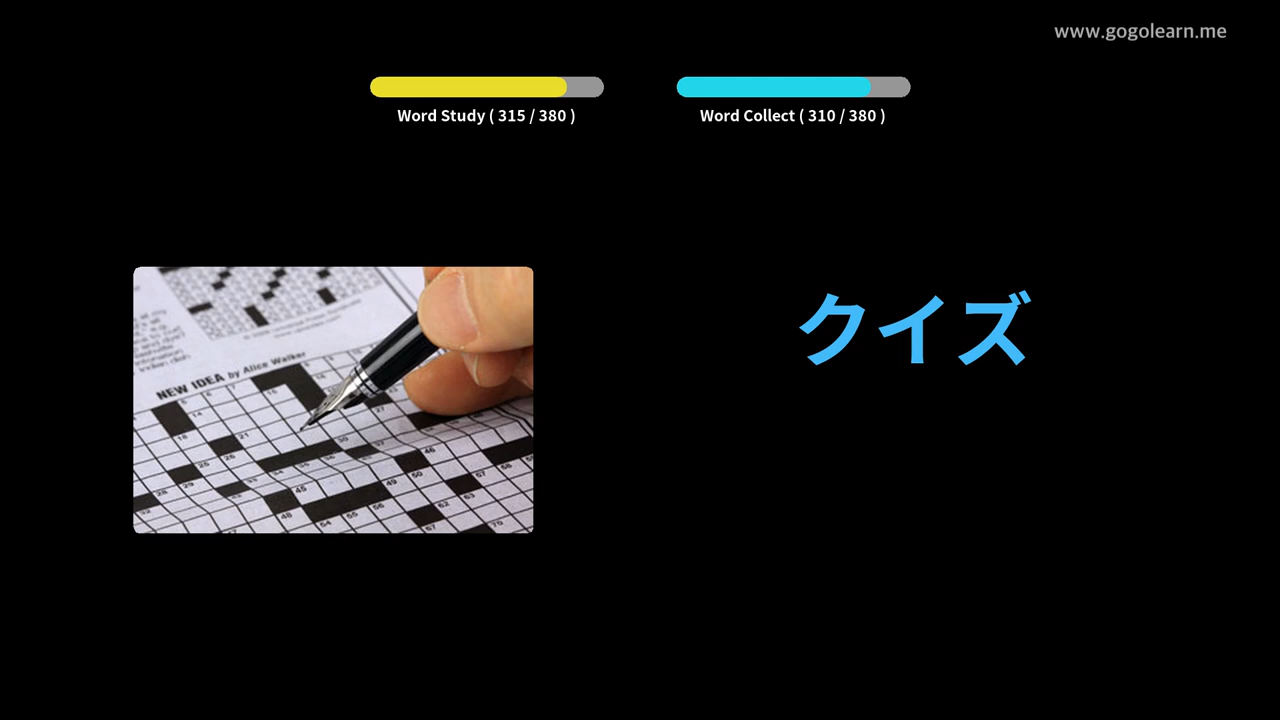 www.gogolearn.me
Word Study ( 315 / 380 )
Word Collect ( 310 / 380 )
クイズ
NEW IDEA by Alice Walker